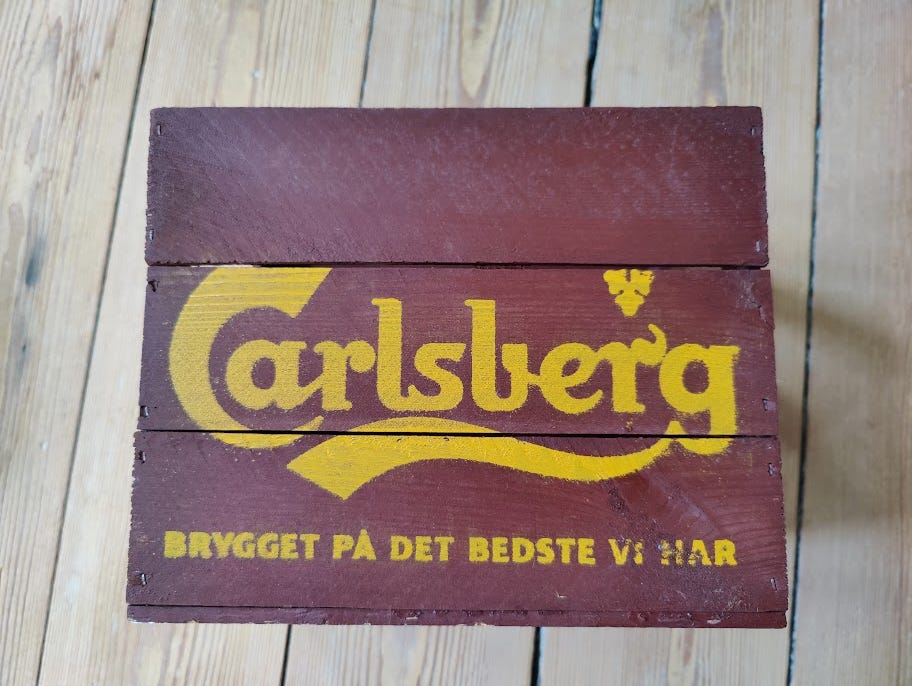 Carlsberg
BRYGGET PÅ DET BEDSTE VI HAR